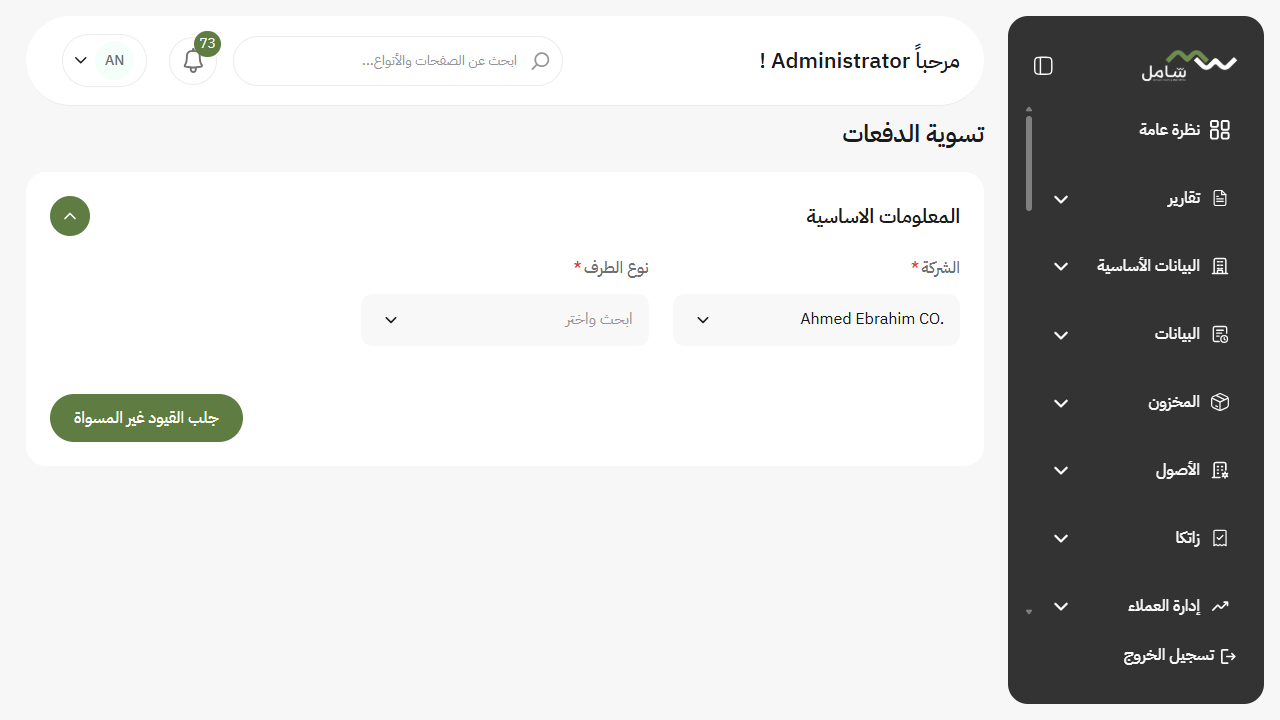 شامل
نظرة عامة
تقارير
البيانات الأساسية
البيانات
المخزون
الأصول
زاتكا
إدارة العملاء
تسجيل الخروج
مرحباً Administrator !
ابحث عن الصفحات والأنواع...
73
AN
تسوية الدفعات
المعلومات الاساسية
الشركة *
نوع الطرف *
Ahmed Ebrahim CO.
ابحث واختر
جلب القيود غير المسواة